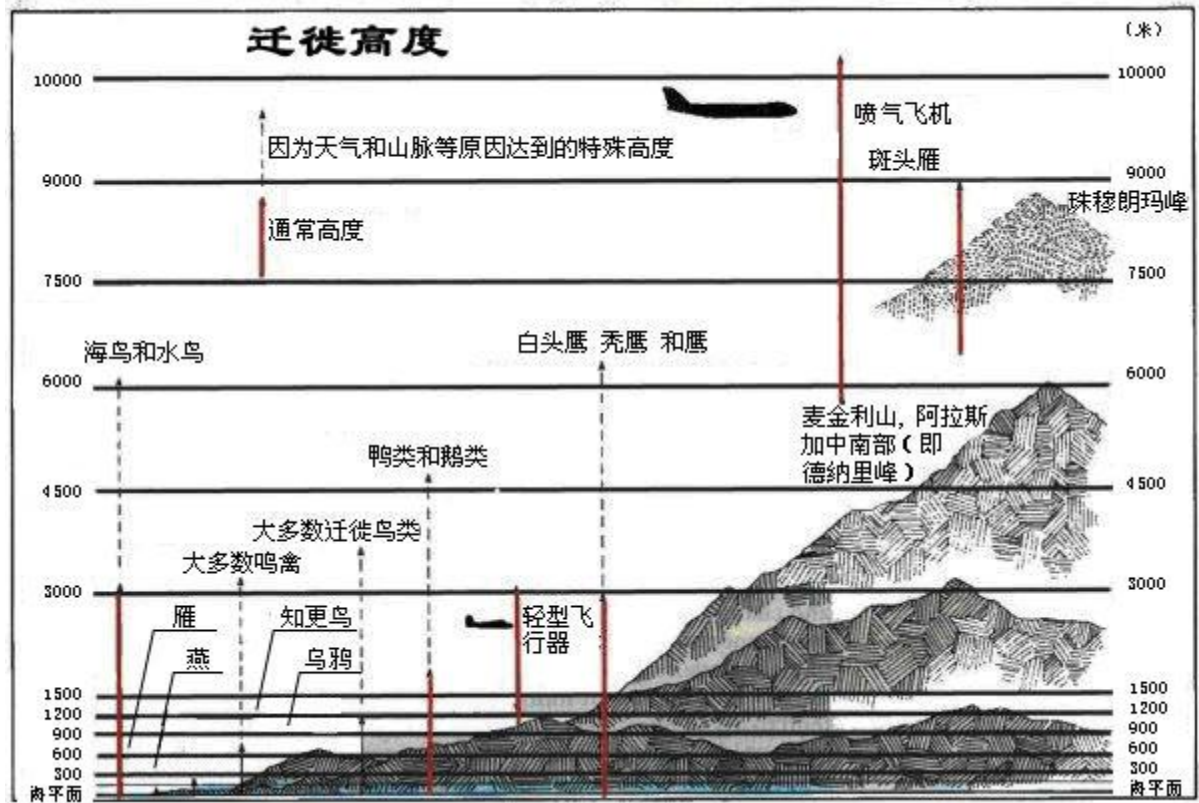 迁徙高度
(米)
10000
10000
喷气飞机
因为天气和山脉等原因达到的特殊高度
斑头雁
9000
9000
珠穆朗玛峰
通常高度
7500
7500
海鸟和水鸟
白头鹰 秃鹰 和鹰
6000
6000
麦金利山, 阿拉斯
加中南部(即
德纳里峰)
鸭类和鹅类
4500
4500
大多数迁徙鸟类
大多数鸣禽
3000
3000
雁
知更鸟
轻型飞
行器
燕
乌鸦
1500
1500
1200
1200
900
900
600
600
300
300
海平面
海平面